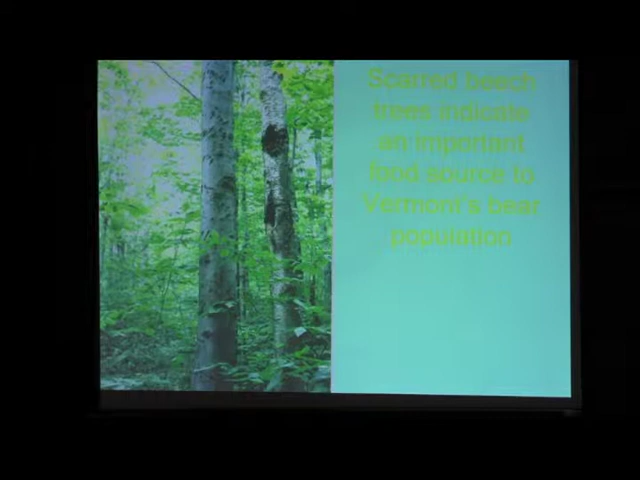 Scarred beech
trees indicate
an important
food source to
Vermont's bear
population